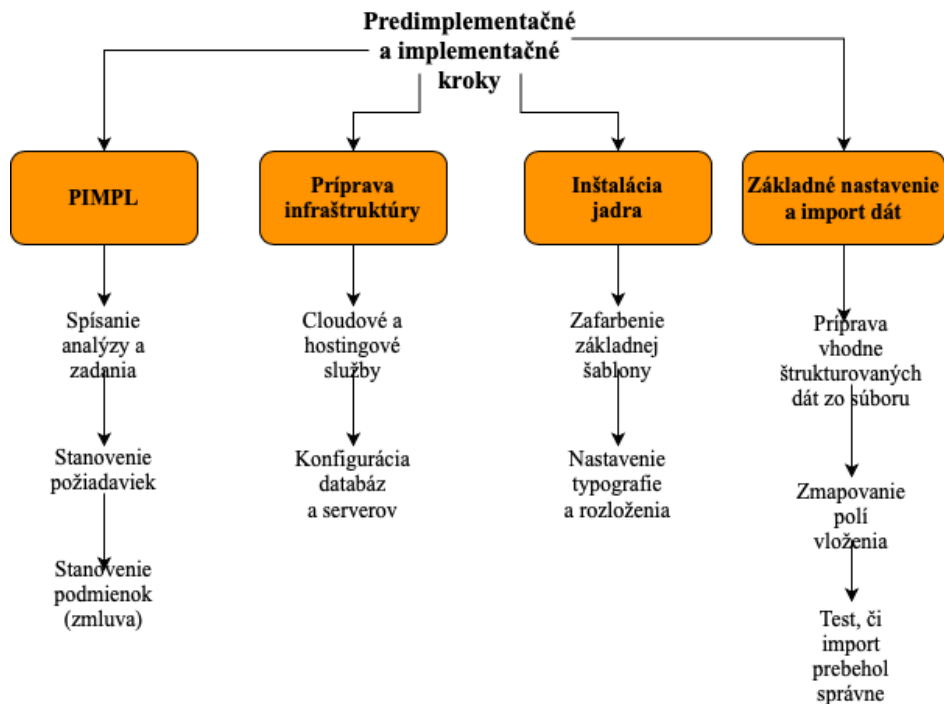 Predimplementačné
a implementačné
kroky
PIMPL
Príprava
infraštruktúry
Inštalácia
jadra
Základné nastavenie
a import dát
Spísanie
analýzy a
zadania
Stanovenie
požiadaviek
Stanovenie
podmienok
(zmluva)
Cloudové a
hostingové
služby
Konfigurácia
databáz
a serverov
Zafarbenie
základnej
šablony
Nastavenie
typografie
a rozloženia
Príprava
vhodne
štrukturovaných
dát zo súboru
Zmapovanie
polí
vloženia
Test, či
import
prebehol
správne